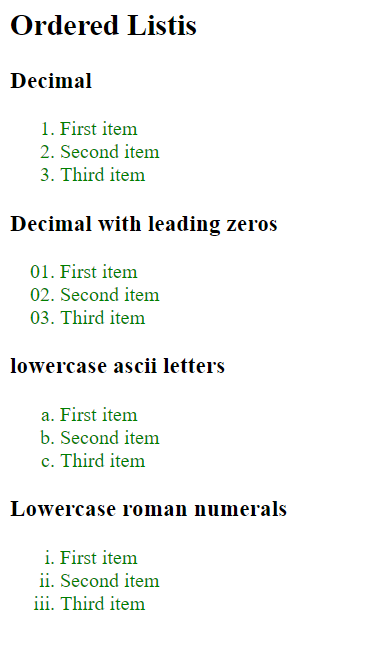 Ordered Listis
Decimal
1. First item
2. Second item
3. Third item
Decimal with leading zeros
01. First item
02. Second item
03. Third item
lowercase ascii letters
a. First item
b. Second item
c. Third item
Lowercase roman numerals
i. First item
ii. Second item
iii. Third item